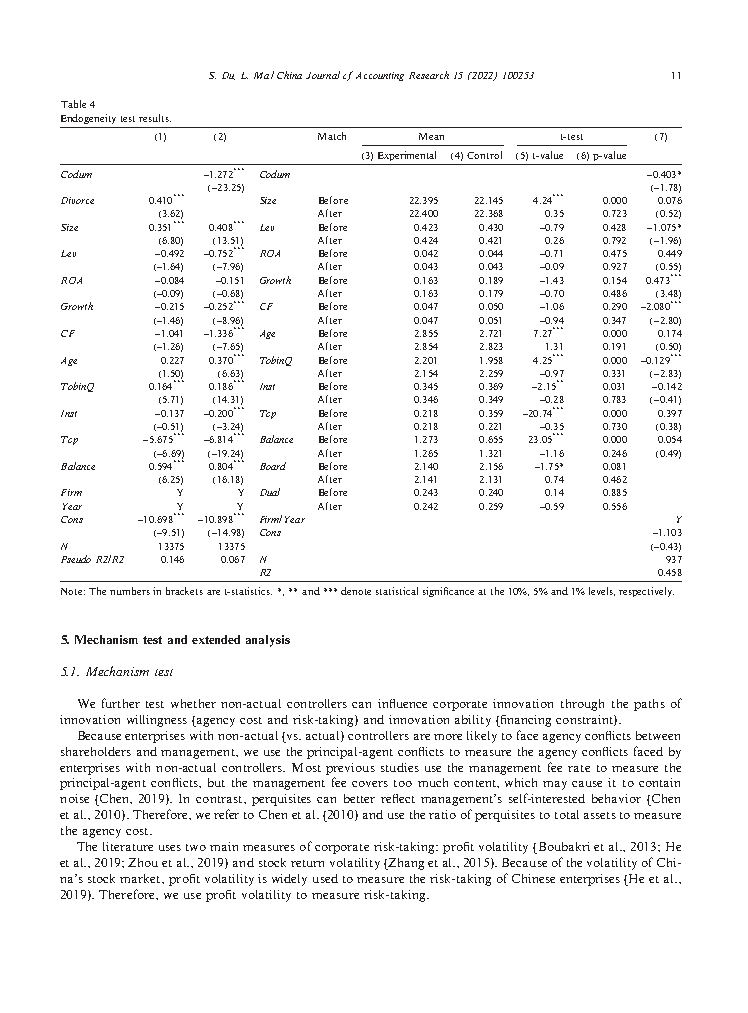 S. Du, L. Ma / China Journal of Accounting Research 15 (2022) 100253 11
Table 4
Endogeneity test results.
(1) (2) Match Mean t-test (7)
(3) Experimental (4) Control (5) t-value (6) p-value
Codum –1.272*** Codum –0.403*
(–23.25) (–1.78)
Divorce 0.410*** Size Before 22.395 22.145 4.24*** 0.000 0.076
(3.62) After 22.400 22.368 0.35 0.723 (0.52)
Size 0.351*** 0.408*** Lev Before 0.423 0.430 –0.79 0.428 –1.075*
(6.80) (13.51) After 0.424 0.421 0.26 0.792 (–1.96)
Lev –0.492 –0.752*** ROA Before 0.042 0.044 –0.71 0.475 0.449
(–1.64) (–7.96) After 0.043 0.043 –0.09 0.927 (0.55)
ROA –0.084 –0.151 Growth Before 0.163 0.189 –1.43 0.154 0.473***
(–0.09) (–0.68) After 0.163 0.179 –0.70 0.486 (3.48)
Growth –0.215 –0.252*** CF Before 0.047 0.050 –1.06 0.290 –2.080***
(–1.46) (–8.96) After 0.047 0.051 –0.94 0.347 (–2.80)
CF –1.041 –1.336*** Age Before 2.855 2.721 7.27*** 0.000 0.174
(–1.26) (–7.65) After 2.854 2.823 1.31 0.191 (0.50)
Age 0.227 0.370*** TobinQ Before 2.201 1.958 4.25*** 0.000 –0.129***
(1.50) (6.63) After 2.154 2.259 –0.97 0.331 (–2.83)
TobinQ 0.164*** 0.186*** Inst Before 0.345 0.369 –2.15** 0.031 –0.142
(5.71) (14.31) After 0.346 0.349 –0.28 0.783 (–0.41)
Inst –0.137 –0.200*** Top Before 0.218 0.359 –20.74*** 0.000 0.397
(–0.51) (–3.24) After 0.218 0.221 –0.35 0.730 (0.38)
Top –5.675*** –6.814*** Balance Before 1.273 0.655 23.05*** 0.000 0.054
(–6.69) (–19.24) After 1.265 1.321 –1.16 0.246 (0.49)
Balance 0.594*** 0.804*** Board Before 2.140 2.156 –1.75* 0.081
(6.25) (16.18) After 2.141 2.131 0.74 0.462
Firm Y Y Dual Before 0.243 0.240 0.14 0.885
Year Y Y After 0.242 0.259 –0.59 0.556
Cons –10.698*** –10.898*** Firm/Year Y
(–9.51) (–14.98) Cons –1.103
N 13375 13375 (–0.43)
Pseudo R2/R2 0.146 0.067 N 937
R2 0.458
Note: The numbers in brackets are t-statistics. *, ** and *** denote statistical significance at the 10%, 5% and 1% levels, respectively.
5. Mechanism test and extended analysis
5.1. Mechanism test
We further test whether non-actual controllers can influence corporate innovation through the paths of
innovation willingness (agency cost and risk-taking) and innovation ability (financing constraint).
Because enterprises with non-actual (vs. actual) controllers are more likely to face agency conflicts between
shareholders and management, we use the principal-agent conflicts to measure the agency conflicts faced by
enterprises with non-actual controllers. Most previous studies use the management fee rate to measure the
principal-agent conflicts, but the management fee covers too much content, which may cause it to contain
noise (Chen, 2019). In contrast, perquisites can better reflect management's self-interested behavior (Chen
et al., 2010). Therefore, we refer to Chen et al. (2010) and use the ratio of perquisites to total assets to measure
the agency cost.
The literature uses two main measures of corporate risk-taking: profit volatility (Boubakri et al., 2013; He
et al., 2019; Zhou et al., 2019) and stock return volatility (Zhang et al., 2015). Because of the volatility of Chi-
na's stock market, profit volatility is widely used to measure the risk-taking of Chinese enterprises (He et al.,
2019). Therefore, we use profit volatility to measure risk-taking.